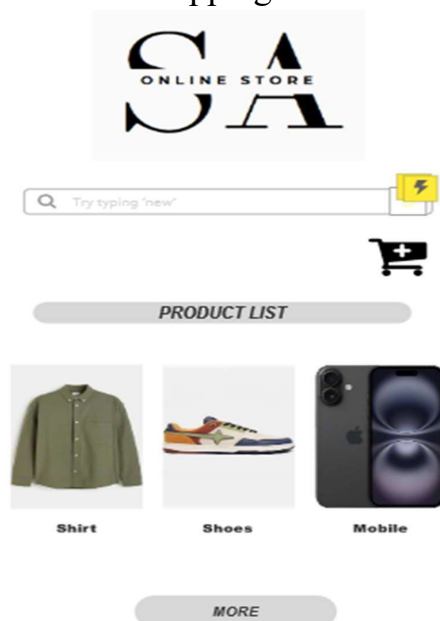 SA
ONLINE STORE
Try typing "new"
PRODUCT LIST
Shirt Shoes Mobile
MORE